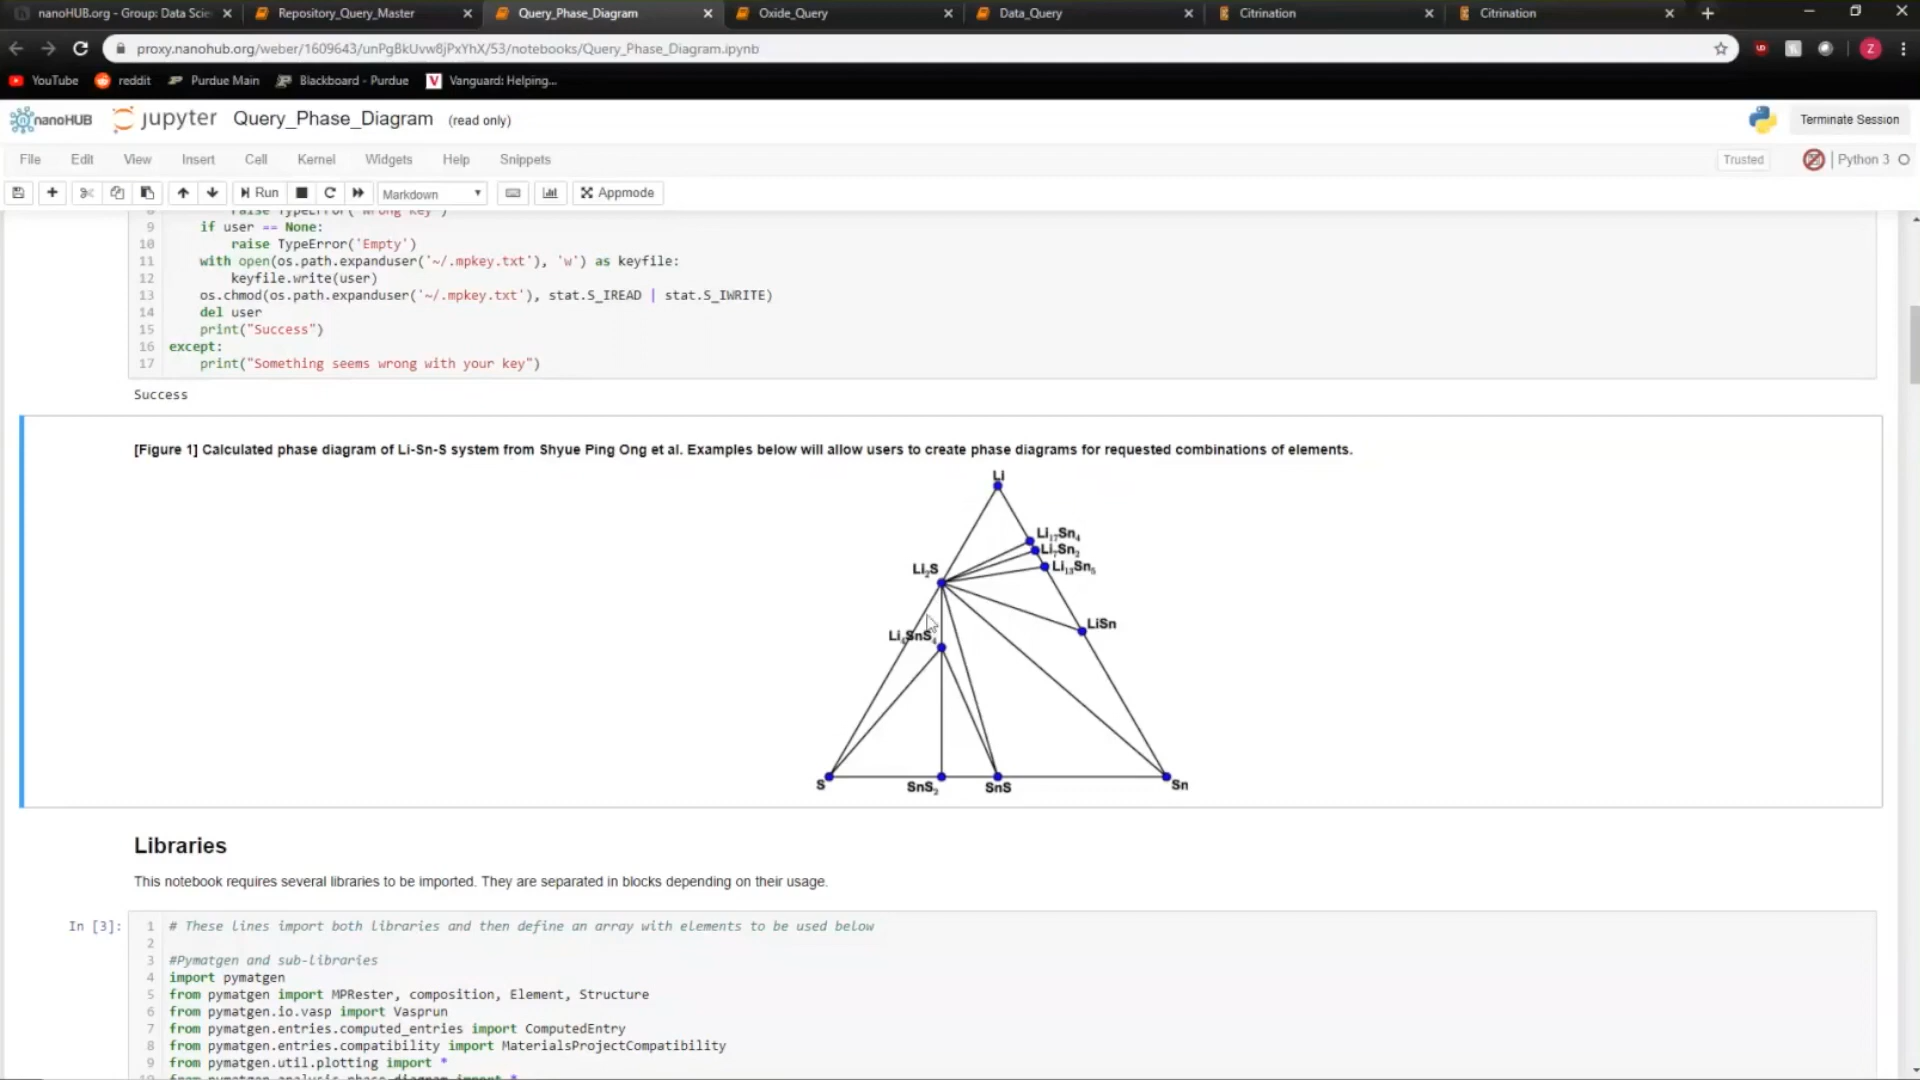 nanoHUB.org - Group: Data Scie
Repository_Query_Master
Query_Phase_Diagram
Oxide_Query
Data_Query
Citrination
Citrination
proxy.nanohub.org/weber/1609643/unPgBkUvw8jPxYhX/53/notebooks/Query_Phase_Diagram.ipynb
YouTube
reddit
Purdue Main
Blackboard - Purdue
Vanguard: Helping...
nanoHUB
jupyter
Query_Phase_Diagram (read only)
Terminate Session
File Edit View Insert Cell Kernel Widgets Help Snippets
Trusted
Python 3
Run
Markdown
Appmode
8 raise TypeError('Wrong key')
9 if user == None:
10 raise TypeError('Empty')
11 with open(os.path.expanduser('~/.mpkey.txt'), 'w') as keyfile:
12 keyfile.write(user)
13 os.chmod(os.path.expanduser('~/.mpkey.txt'), stat.S_IREAD | stat.S_IWRITE)
14 del user
15 print("Success")
16 except:
17 print("Something seems wrong with your key")
Success
[Figure 1] Calculated phase diagram of Li-Sn-S system from Shyue Ping Ong et al. Examples below will allow users to create phase diagrams for requested combinations of elements.
Li
Li₁₇Sn₄
Li₇Sn₂
Li₁₃Sn₅
Li₂S
LiSn
Li₄SnS₄
S
SnS₂
SnS
Sn
Libraries
This notebook requires several libraries to be imported. They are separated in blocks depending on their usage.
In [3]:
1 # These lines import both libraries and then define an array with elements to be used below
2
3 #Pymatgen and sub-libraries
4 import pymatgen
5 from pymatgen import MPRester, composition, Element, Structure
6 from pymatgen.io.vasp import Vasprun
7 from pymatgen.entries.computed_entries import ComputedEntry
8 from pymatgen.entries.compatibility import MaterialsProjectCompatibility
9 from pymatgen.util.plotting import *
10 from pymatgen.analysis.phase_diagram import *